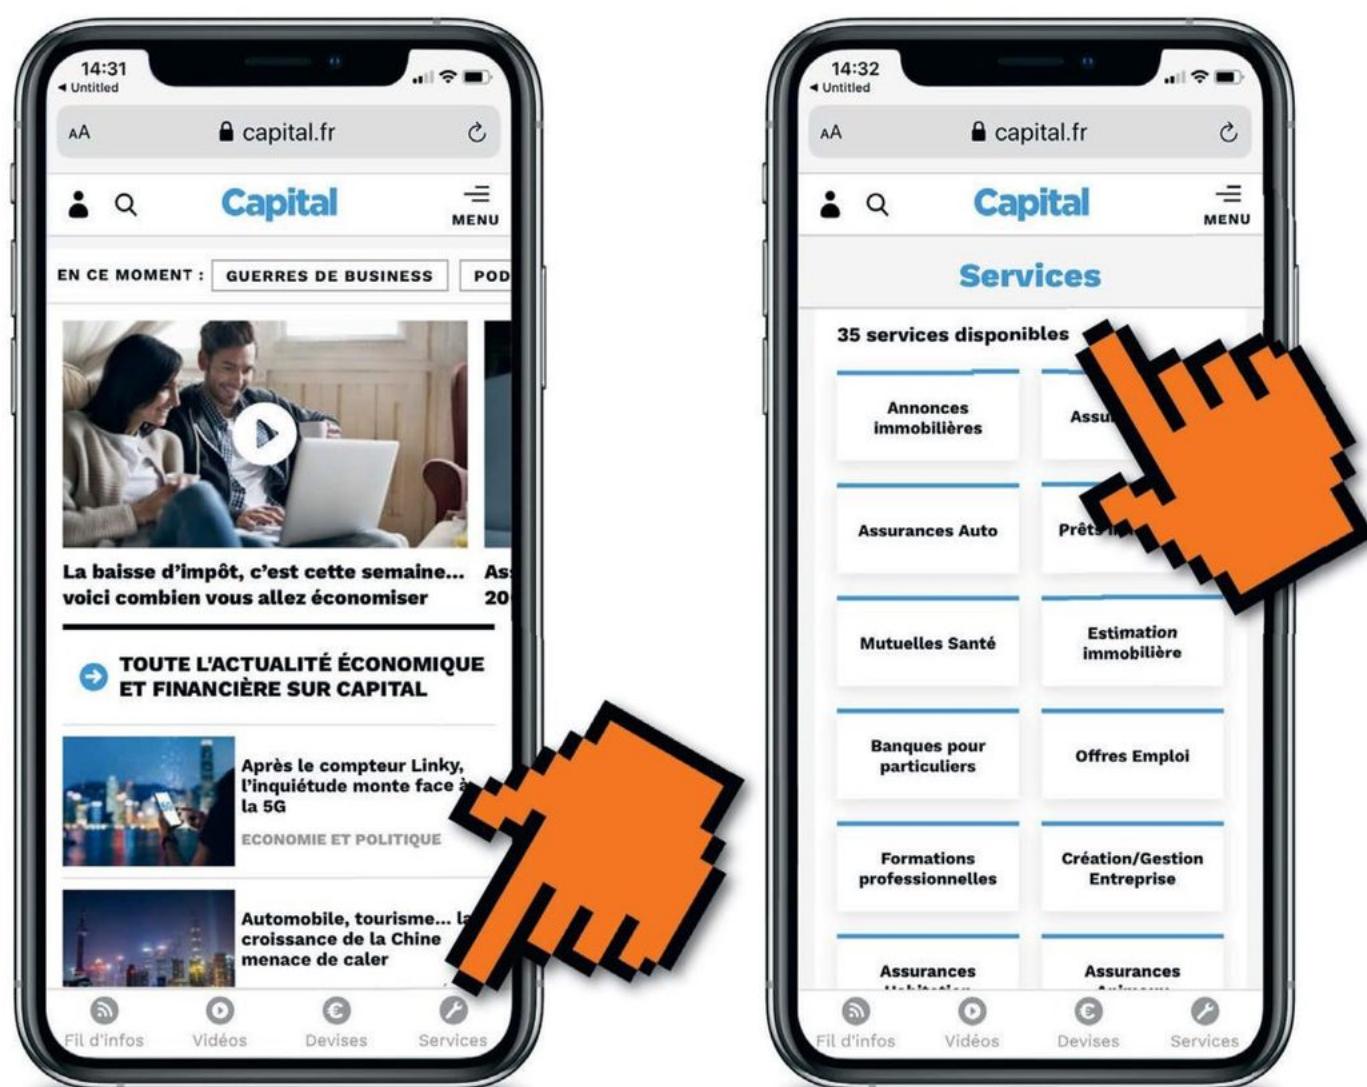 14:31
Untitled
AA capital.fr
Capital
MENU
EN CE MOMENT : GUERRES DE BUSINESS POD
La baisse d'impôt, c'est cette semaine...
voici combien vous allez économiser
As
20
TOUTE L'ACTUALITÉ ÉCONOMIQUE
ET FINANCIÈRE SUR CAPITAL
Après le compteur Linky,
l'inquiétude monte face à
la 5G
ECONOMIE ET POLITIQUE
Automobile, tourisme... la
croissance de la Chine
menace de caler
Fil d'infos Vidéos Devises Services
14:32
Untitled
AA capital.fr
Capital
MENU
Services
35 services disponibles
Annonces
immobilières
Assu
Assurances Auto
Prêts
Mutuelles Santé
Estimation
immobilière
Banques pour
particuliers
Offres Emploi
Formations
professionnelles
Création/Gestion
Entreprise
Assurances
Habitation
Assurances
Animaux
Fil d'infos Vidéos Devises Services